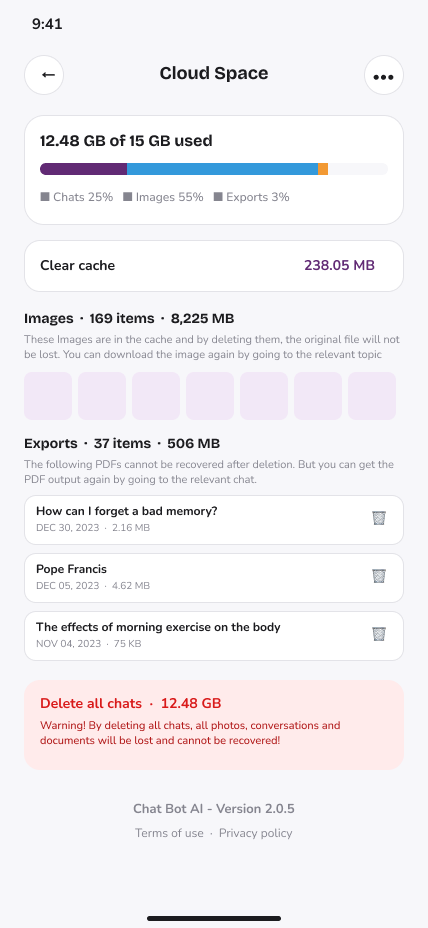 9:41
←
Cloud Space
•••
12.48 GB of 15 GB used
■ Chats 25% ■ Images 55% ■ Exports 3%
Clear cache 238.05 MB
Images · 169 items · 8,225 MB
These Images are in the cache and by deleting them, the original file will not
be lost. You can download the image again by going to the relevant topic
Exports · 37 items · 506 MB
The following PDFs cannot be recovered after deletion. But you can get the
PDF output again by going to the relevant chat.
How can I forget a bad memory?
DEC 30, 2023 · 2.16 MB
Pope Francis
DEC 05, 2023 · 4.62 MB
The effects of morning exercise on the body
NOV 04, 2023 · 75 KB
Delete all chats · 12.48 GB
Warning! By deleting all chats, all photos, conversations and
documents will be lost and cannot be recovered!
Chat Bot AI - Version 2.0.5
Terms of use · Privacy policy